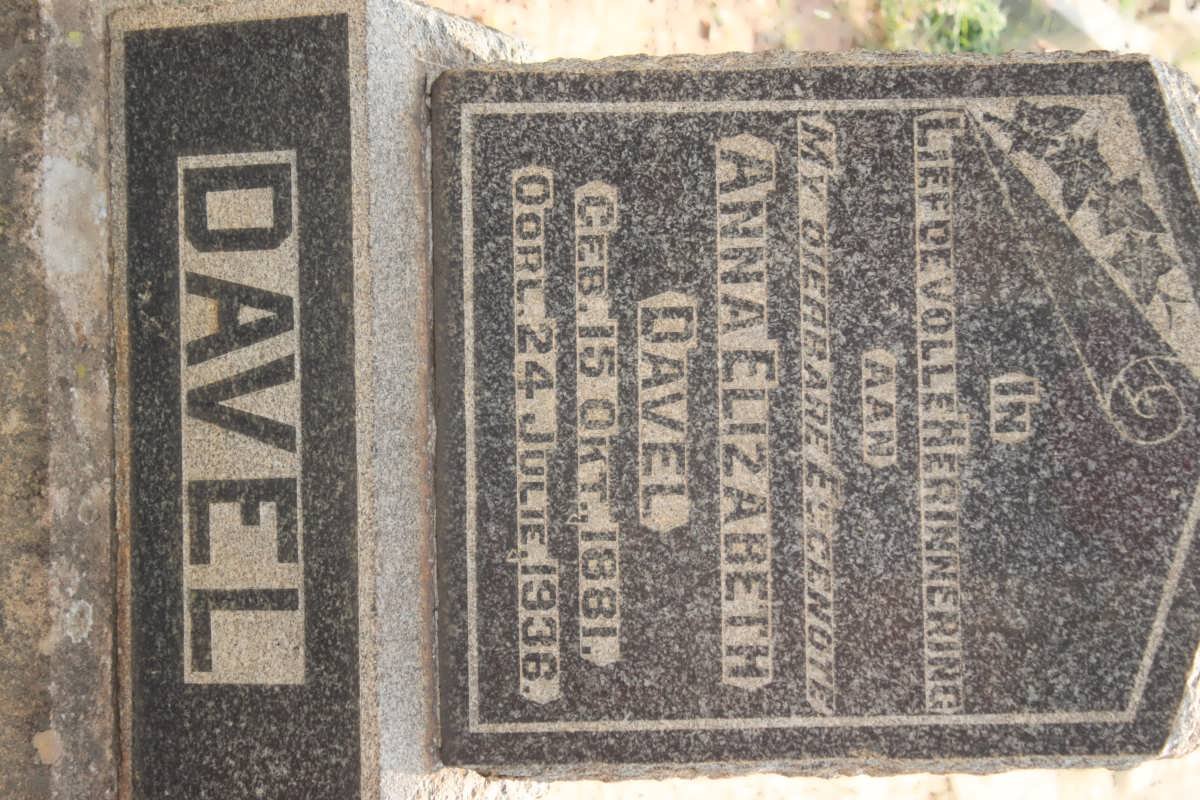 IN
LIEFDEVOLLE HERINNERING
AAN
MY DIERBARE EGGENOTE
ANNA ELIZABETH
DAVEL
GEB. 15 OKT. 1881.
OORL. 24 JULIE, 1936.
DAVEL